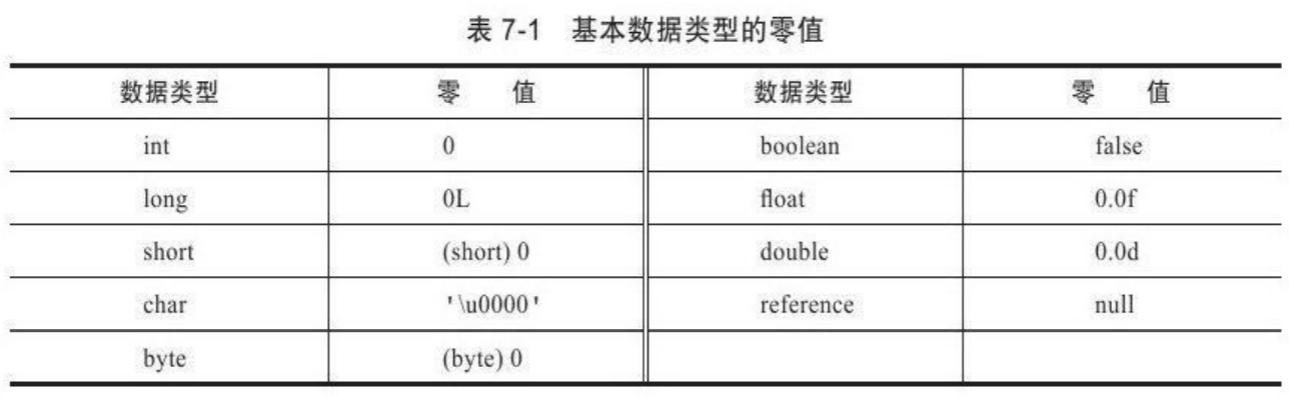 表 7-1 基本数据类型的零值
数据类型 零 值 数据类型 零 值
int 0 boolean false
long 0L float 0.0f
short (short) 0 double 0.0d
char '\u0000' reference null
byte (byte) 0